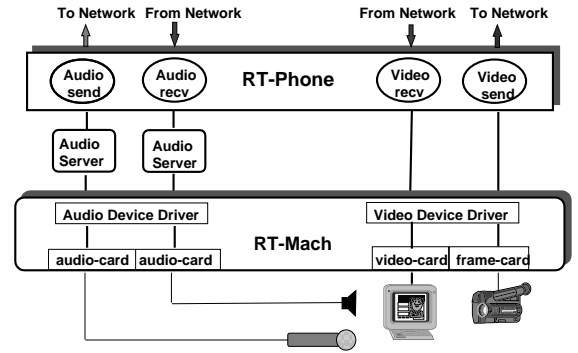 To Network From Network From Network To Network
Audio send
Audio recv
RT-Phone
Video recv
Video send
Audio Server
Audio Server
Audio Device Driver
Video Device Driver
RT-Mach
audio-card audio-card video-card frame-card